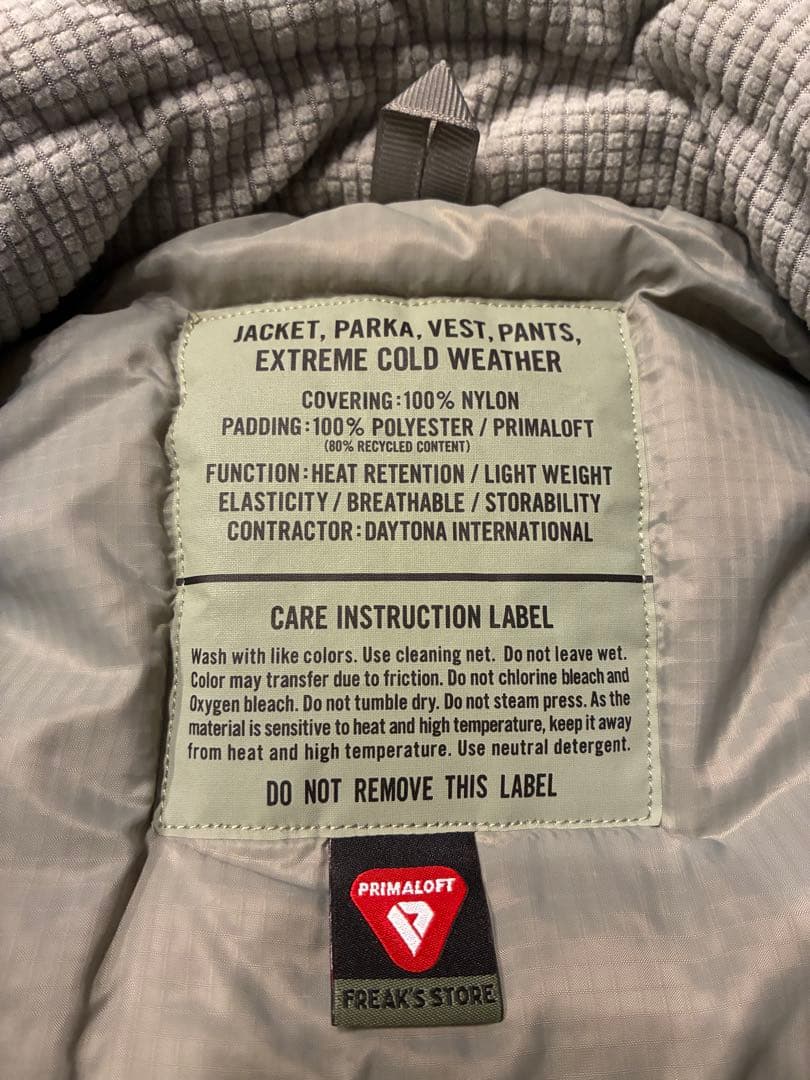 JACKET, PARKA, VEST, PANTS,
EXTREME COLD WEATHER
COVERING:100% NYLON
PADDING:100% POLYESTER / PRIMALOFT
(80% RECYCLED CONTENT)
FUNCTION:HEAT RETENTION / LIGHT WEIGHT
ELASTICITY / BREATHABLE / STORABILITY
CONTRACTOR:DAYTONA INTERNATIONAL
CARE INSTRUCTION LABEL
Wash with like colors. Use cleaning net. Do not leave wet.
Color may transfer due to friction. Do not chlorine bleach and
Oxygen bleach. Do not tumble dry. Do not steam press. As the
material is sensitive to heat and high temperature, keep it away
from heat and high temperature. Use neutral detergent.
DO NOT REMOVE THIS LABEL
PRIMALOFT
FREAK'S STORE